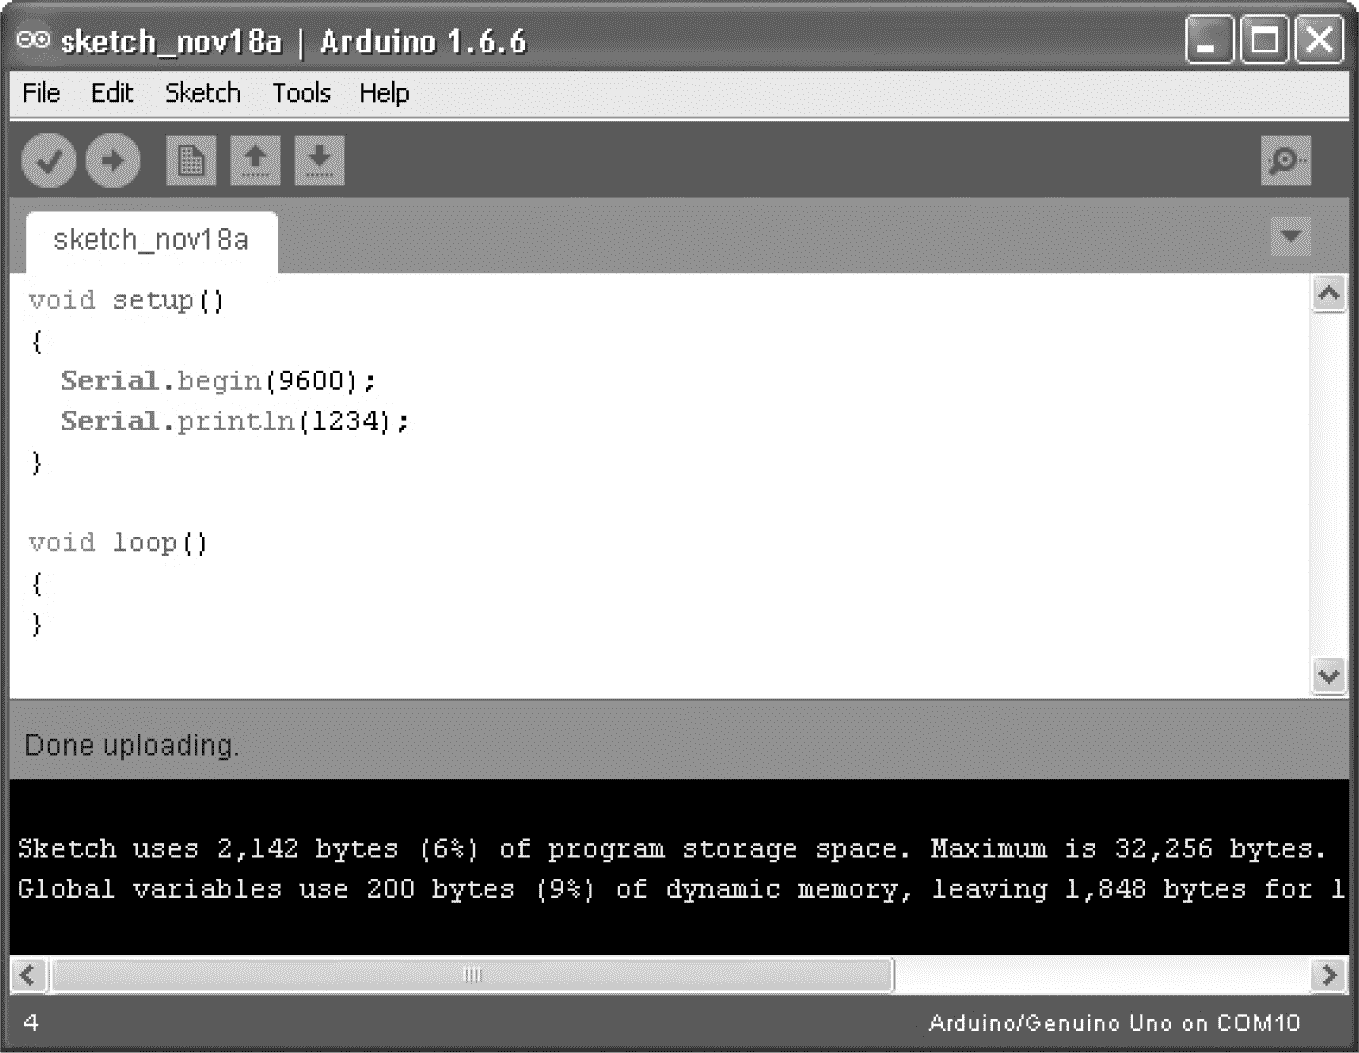 sketch_nov18a | Arduino 1.6.6
File Edit Sketch Tools Help
sketch_nov18a
void setup()
{
  Serial.begin(9600);
  Serial.println(1234);
}
void loop()
{
}
Done uploading.
Sketch uses 2,142 bytes (6%) of program storage space. Maximum is 32,256 bytes.
Global variables use 200 bytes (9%) of dynamic memory, leaving 1,848 bytes for l
4 Arduino/Genuino Uno on COM10